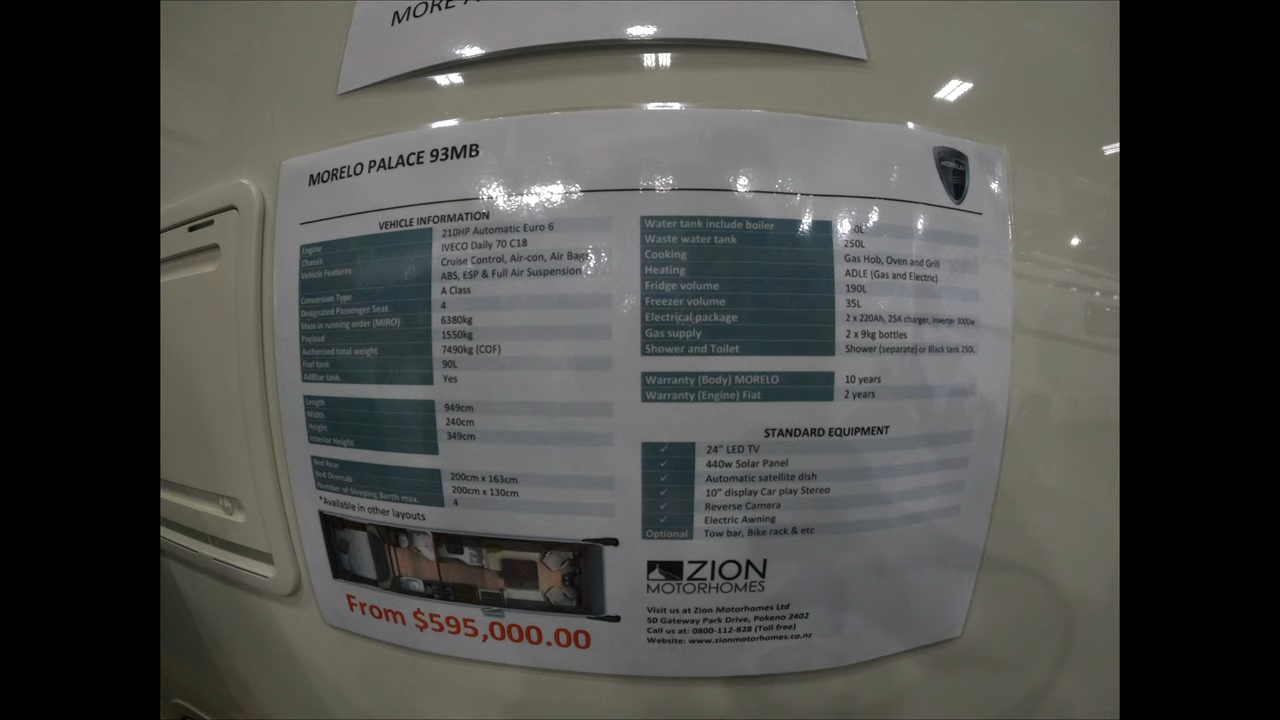 MORE
MORELO PALACE 93MB
MORELO
VEHICLE INFORMATION
Engine 210HP Automatic Euro 6
Chassis IVECO Daily 70 C18
Vehicle Features Cruise Control, Air-con, Air Bags
ABS, ESP & Full Air Suspension
Conversion Type A Class
Designated Passenger Seat 4
Mass in running order (MIRO) 6380kg
Payload 1550kg
Authorised total weight 7490kg (COF)
Fuel tank 90L
AdBlue tank Yes
Length 949cm
Width 240cm
Height 349cm
Interior Height
Bed Rear 200cm x 163cm
Bed Overcab 200cm x 130cm
Number of Sleeping Berth max. 4
*Available in other layouts
From $595,000.00
Water tank include boiler
Waste water tank 250L
Cooking Gas Hob, Oven and Grill
Heating ADLE (Gas and Electric)
Fridge volume 190L
Freezer volume 35L
Electrical package 2 x 220Ah, 25A charger, inverter 3000w
Gas supply 2 x 9kg bottles
Shower and Toilet Shower (separate) or Black tank 250L
Warranty (Body) MORELO 10 years
Warranty (Engine) Fiat 2 years
STANDARD EQUIPMENT
✓ 24” LED TV
✓ 440w Solar Panel
✓ Automatic satellite dish
✓ 10” display Car play Stereo
✓ Reverse Camera
✓ Electric Awning
Optional Tow bar, Bike rack & etc
ZION
MOTORHOMES
Visit us at Zion Motorhomes Ltd
50 Gateway Park Drive, Pokeno 2402
Call us at: 0800-112-828 (Toll free)
Website: www.zionmotorhomes.co.nz